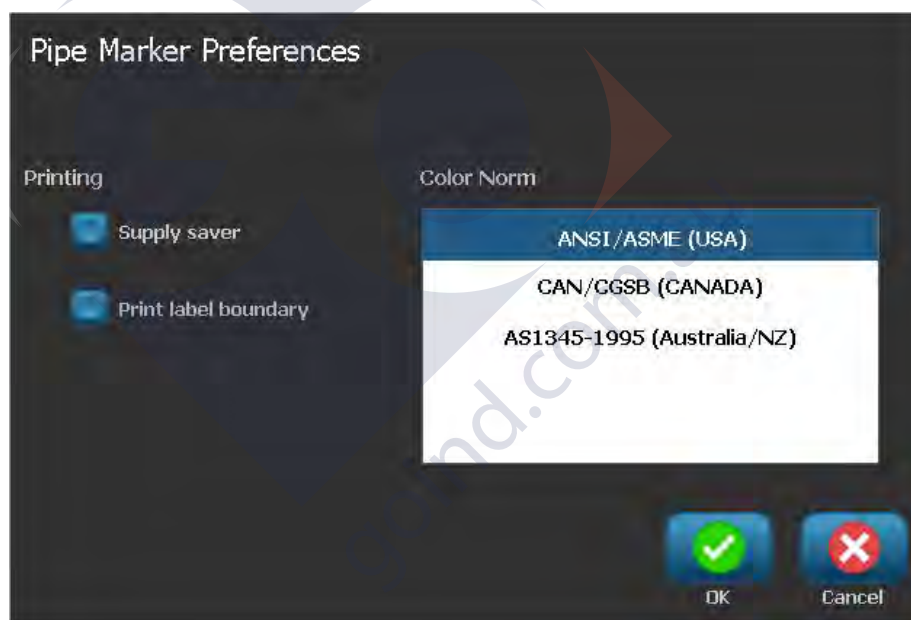 Pipe Marker Preferences
Printing
Supply saver
Print label boundary
Color Norm
ANSI/ASME (USA)
CAN/CGSB (CANADA)
AS1345-1995 (Australia/NZ)
OK
Cancel